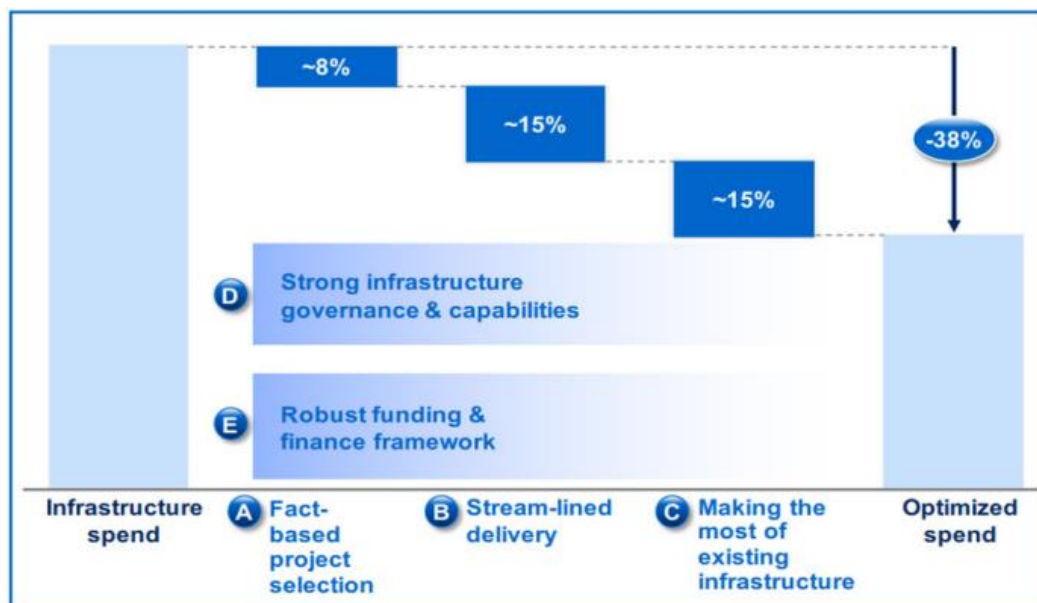 ~8%
~15%
-38%
~15%
D
Strong infrastructure
governance & capabilities
E
Robust funding &
finance framework
Infrastructure
spend
A
Fact-
based
project
selection
B
Stream-lined
delivery
C
Making the
most of
existing
infrastructure
Optimized
spend